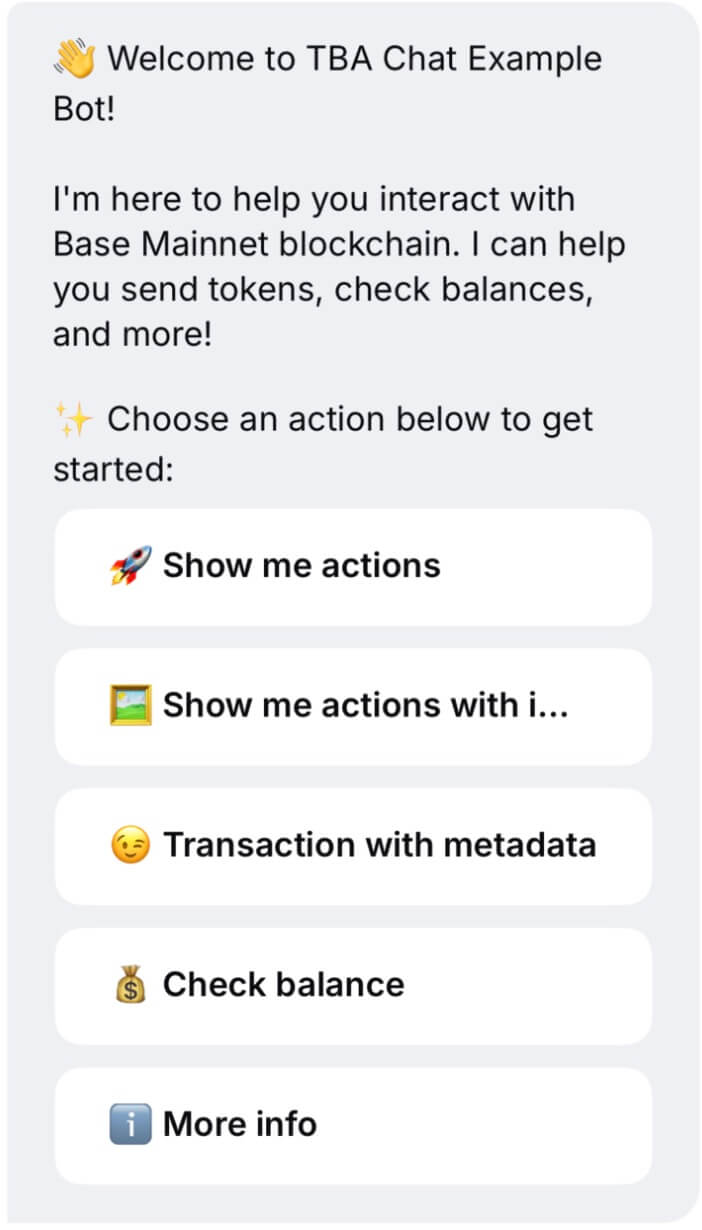 👋 Welcome to TBA Chat Example
Bot!
I'm here to help you interact with
Base Mainnet blockchain. I can help
you send tokens, check balances,
and more!
✨ Choose an action below to get
started:
🚀 Show me actions
🖼️ Show me actions with i...
😉 Transaction with metadata
💰 Check balance
ℹ️ More info